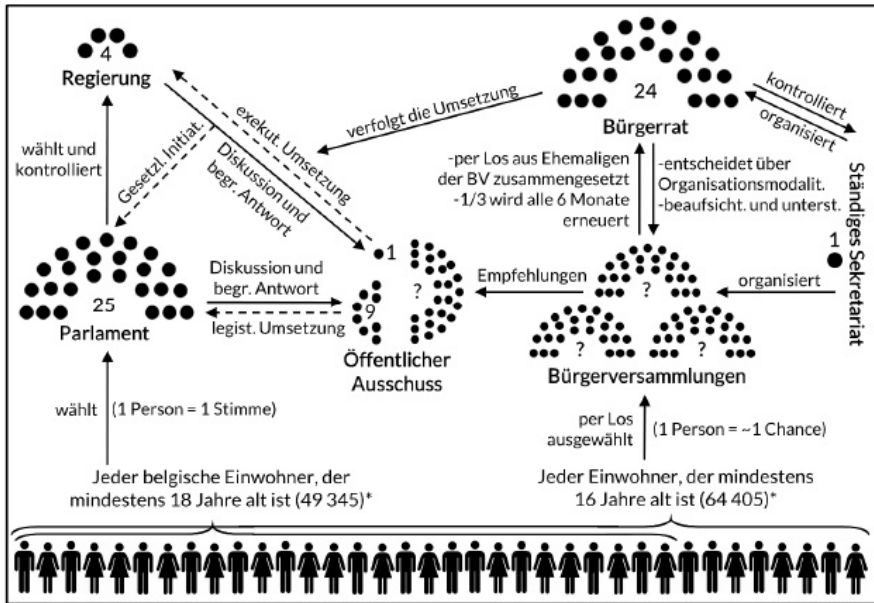 4
Regierung
24
Bürgerrat
kontrolliert
organisiert
verfolgt die Umsetzung
exekut. Umsetzung
Diskussion und
begr. Antwort
Gesetzl. Initiat.
wählt und
kontrolliert
-per Los aus Ehemaligen
der BV zusammengesetzt
-1/3 wird alle 6 Monate
erneuert
-entscheidet über
Organisationsmodalit.
-beaufsicht. und unterst.
Ständiges Sekretariat
1
25
Parlament
Diskussion und
begr. Antwort
legist. Umsetzung
1
9
?
Öffentlicher
Ausschuss
Empfehlungen
?
?
?
Bürgerversammlungen
organisiert
wählt
(1 Person = 1 Stimme)
per Los
ausgewählt
(1 Person = ~1 Chance)
Jeder belgische Einwohner, der
mindestens 18 Jahre alt ist (49 345)*
Jeder Einwohner, der mindestens
16 Jahre alt ist (64 405)*